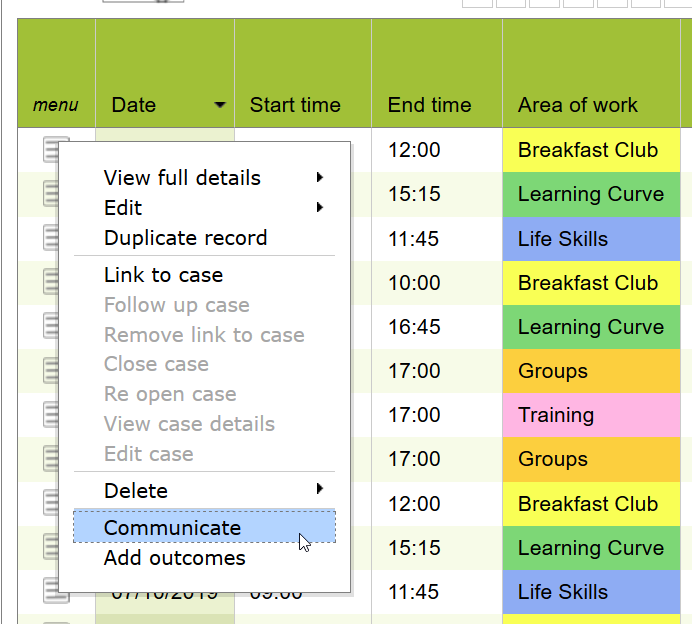 menu Date Start time End time Area of work
12:00 Breakfast Club
View full details
15:15 Learning Curve
Edit
Duplicate record
11:45 Life Skills
Link to case
10:00 Breakfast Club
Follow up case
Remove link to case
16:45 Learning Curve
Close case
17:00 Groups
Re open case
17:00 Training
View case details
Edit case
17:00 Groups
Delete
12:00 Breakfast Club
Communicate
15:15 Learning Curve
Add outcomes
07/10/2019 09:00 11:45 Life Skills